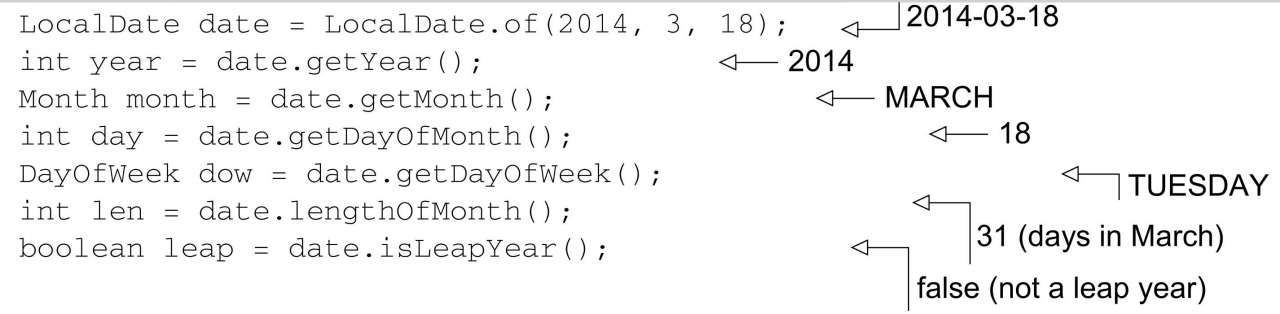 LocalDate date = LocalDate.of(2014, 3, 18); 2014-03-18
int year = date.getYear(); 2014
Month month = date.getMonth(); MARCH
int day = date.getDayOfMonth(); 18
DayOfWeek dow = date.getDayOfWeek(); TUESDAY
int len = date.lengthOfMonth(); 31 (days in March)
boolean leap = date.isLeapYear(); false (not a leap year)